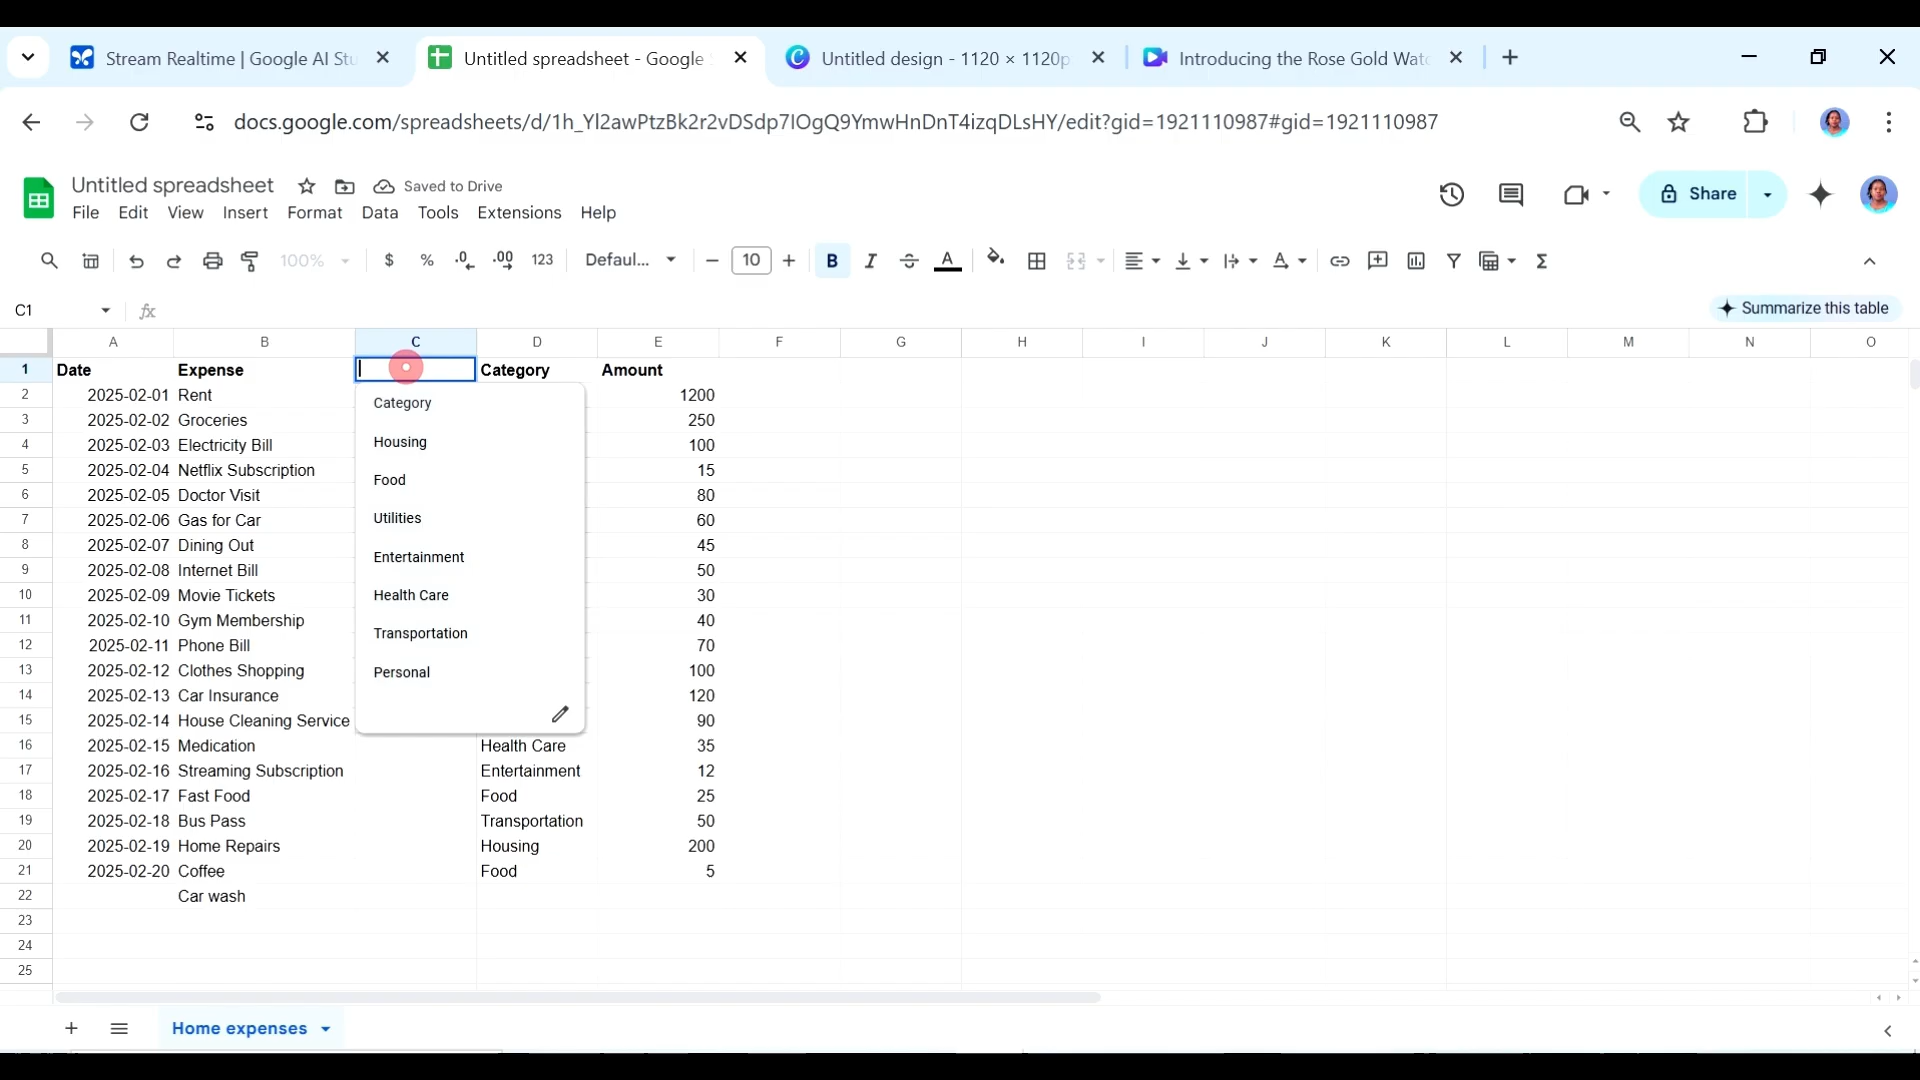 Stream Realtime | Google AI Stu
Untitled spreadsheet - Google S
Untitled design - 1120 × 1120p
Introducing the Rose Gold Watc
docs.google.com/spreadsheets/d/1h_Yl2awPtzBk2r2vDSdp7IOgQ9YmwHnDnT4izqDLsHY/edit?gid=1921110987#gid=1921110987
Untitled spreadsheet
Saved to Drive
File Edit View Insert Format Data Tools Extensions Help
Share
100% $ % .0 .00 123 Defaul... 10 B I A
C1
fx
Summarize this table
A B C D E F G H I J K L M N O
1 Date Expense Category Amount
2 2025-02-01 Rent 1200
3 2025-02-02 Groceries 250
4 2025-02-03 Electricity Bill 100
5 2025-02-04 Netflix Subscription 15
6 2025-02-05 Doctor Visit 80
7 2025-02-06 Gas for Car 60
8 2025-02-07 Dining Out 45
9 2025-02-08 Internet Bill 50
10 2025-02-09 Movie Tickets 30
11 2025-02-10 Gym Membership 40
12 2025-02-11 Phone Bill 70
13 2025-02-12 Clothes Shopping 100
14 2025-02-13 Car Insurance 120
15 2025-02-14 House Cleaning Service 90
16 2025-02-15 Medication Health Care 35
17 2025-02-16 Streaming Subscription Entertainment 12
18 2025-02-17 Fast Food Food 25
19 2025-02-18 Bus Pass Transportation 50
20 2025-02-19 Home Repairs Housing 200
21 2025-02-20 Coffee Food 5
22 Car wash
23
24
25
Category
Housing
Food
Utilities
Entertainment
Health Care
Transportation
Personal
Home expenses